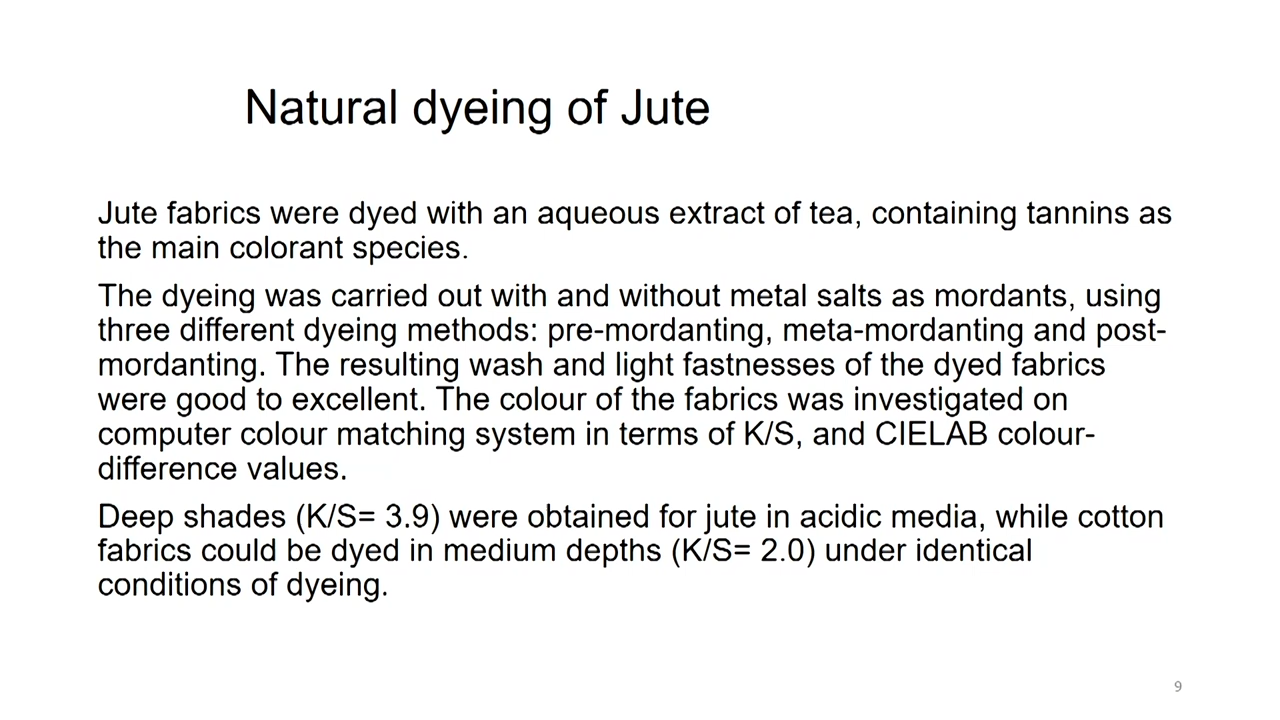 Natural dyeing of Jute
Jute fabrics were dyed with an aqueous extract of tea, containing tannins as
the main colorant species.
The dyeing was carried out with and without metal salts as mordants, using
three different dyeing methods: pre-mordanting, meta-mordanting and post-
mordanting. The resulting wash and light fastnesses of the dyed fabrics
were good to excellent. The colour of the fabrics was investigated on
computer colour matching system in terms of K/S, and CIELAB colour-
difference values.
Deep shades (K/S= 3.9) were obtained for jute in acidic media, while cotton
fabrics could be dyed in medium depths (K/S= 2.0) under identical
conditions of dyeing.
9